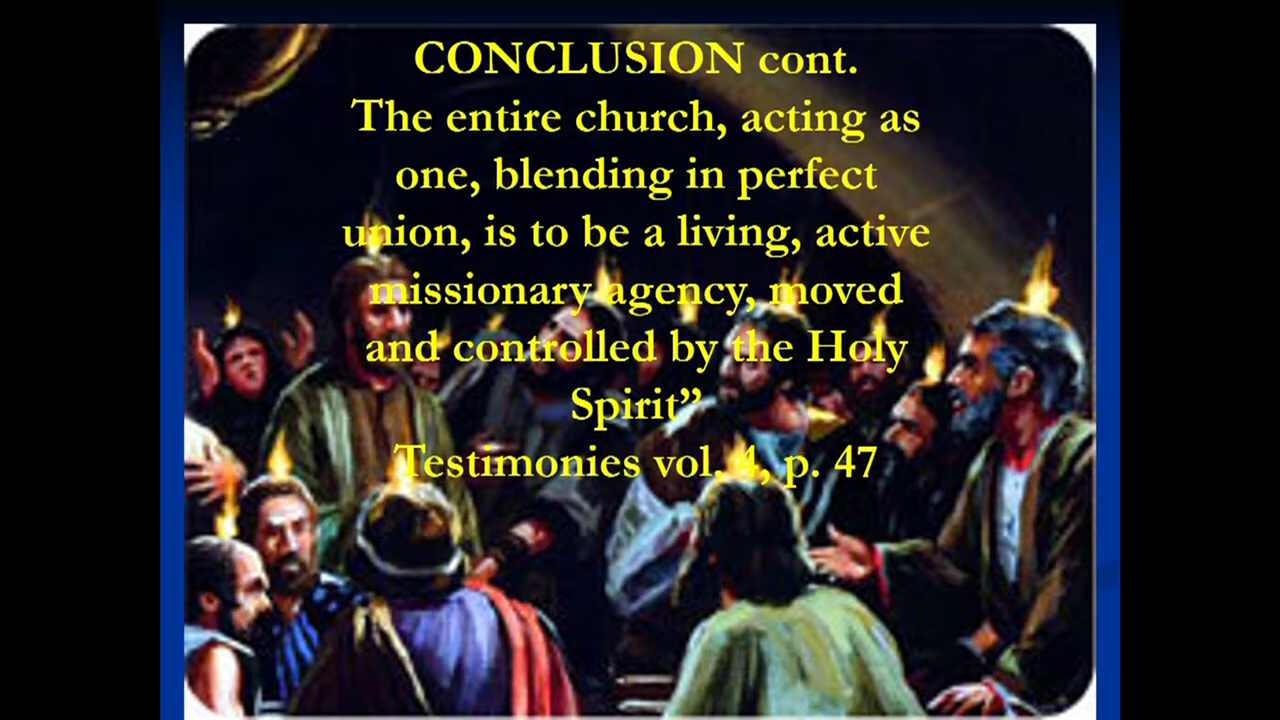 CONCLUSION cont.
The entire church, acting as
one, blending in perfect
union, is to be a living, active
missionary agency, moved
and controlled by the Holy
Spirit”
Testimonies vol. 4, p. 47